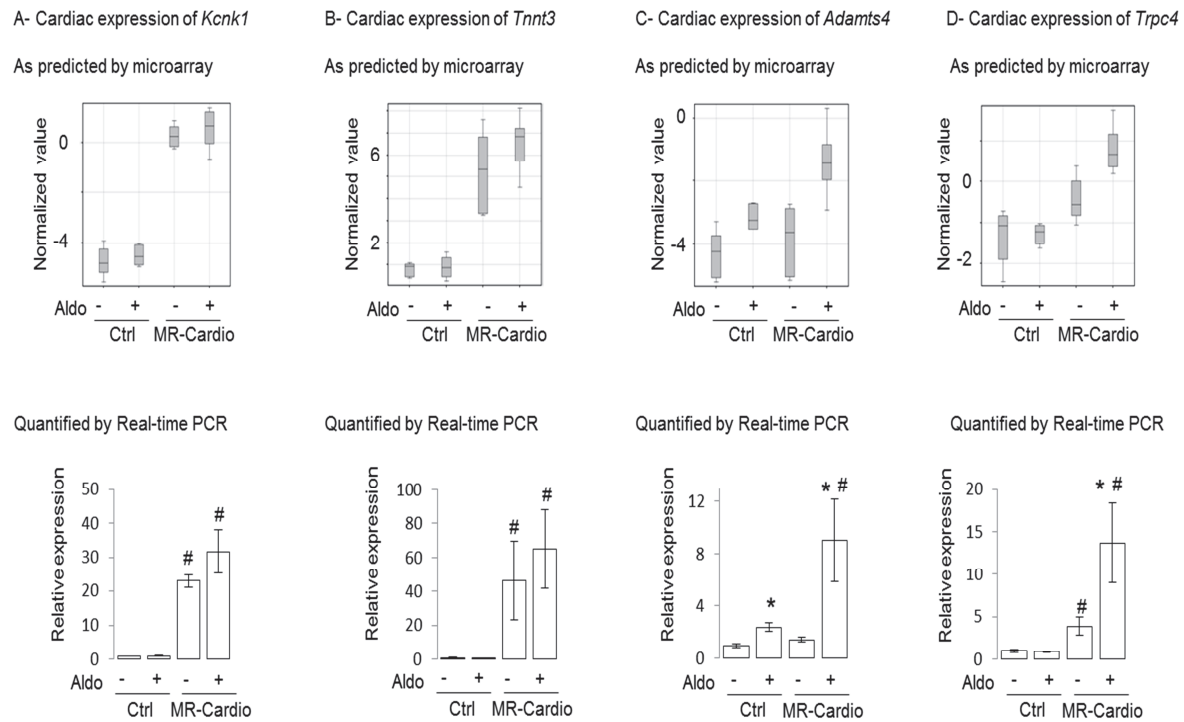 A- Cardiac expression of Kcnk1
As predicted by microarray
Normalized value
0
-4
Aldo - + - +
Ctrl MR-Cardio
B- Cardiac expression of Tnnt3
As predicted by microarray
Normalized value
6
2
Aldo - + - +
Ctrl MR-Cardio
C- Cardiac expression of Adamts4
As predicted by microarray
Normalized value
0
-4
Aldo - + - +
Ctrl MR-Cardio
D- Cardiac expression of Trpc4
As predicted by microarray
Normalized value
0
-2
Aldo - + - +
Ctrl MR-Cardio
Quantified by Real-time PCR
Relative expression
50
40
30
20
10
0
# #
Aldo - + - +
Ctrl MR-Cardio
Quantified by Real-time PCR
Relative expression
100
80
60
40
20
0
# #
Aldo - + - +
Ctrl MR-Cardio
Quantified by Real-time PCR
Relative expression
12
8
4
0
* * #
Aldo - + - +
Ctrl MR-Cardio
Quantified by Real-time PCR
Relative expression
20
15
10
5
0
# * #
Aldo - + - +
Ctrl MR-Cardio